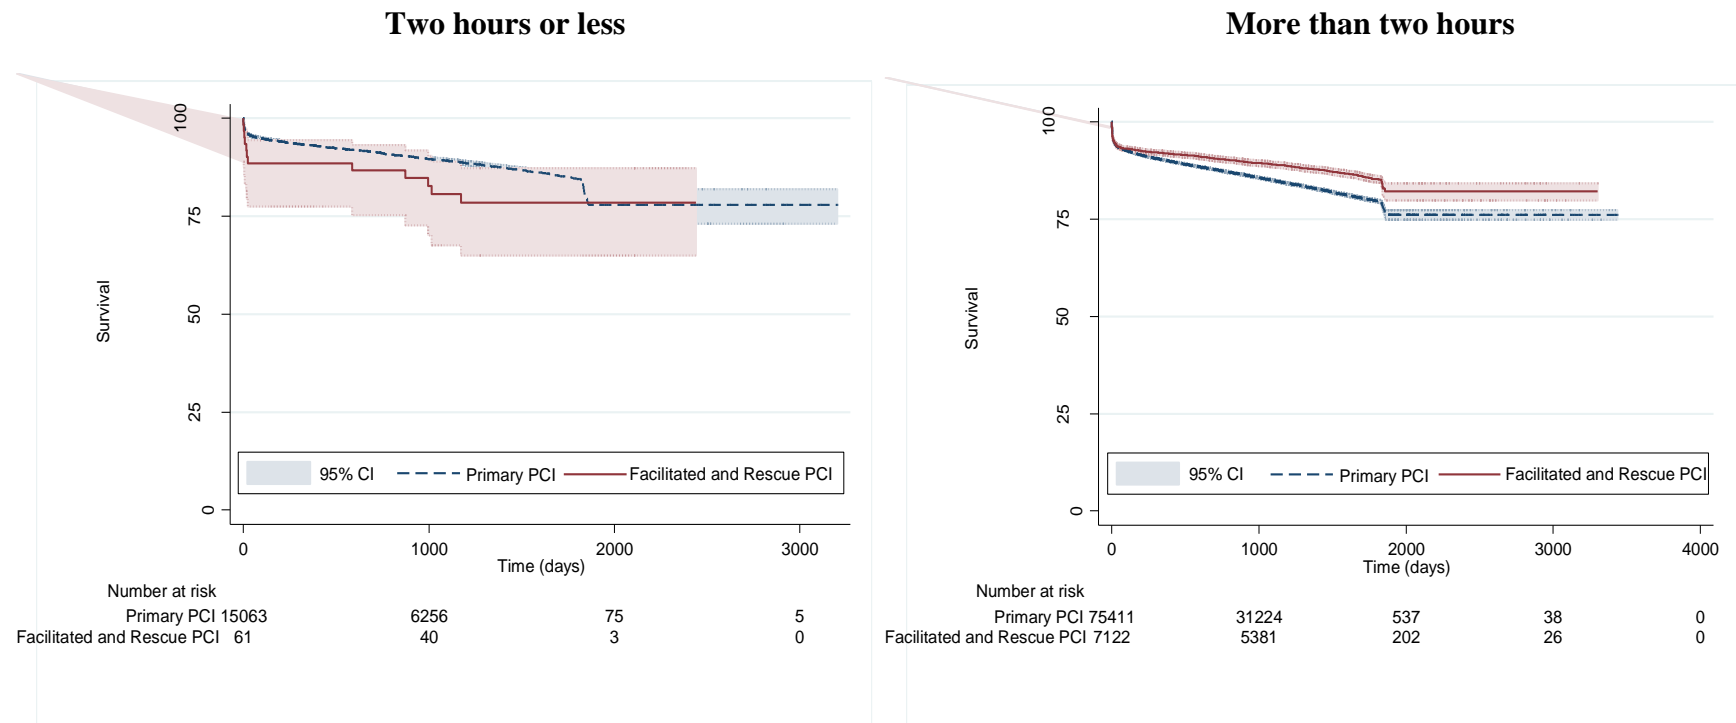 Two hours or less
100
75
50
25
0
Survival
95% CI Primary PCI Facilitated and Rescue PCI
0 1000 2000 3000
Time (days)
Number at risk
Primary PCI 15063 6256 75 5
Facilitated and Rescue PCI 61 40 3 0
More than two hours
100
75
50
25
0
Survival
95% CI Primary PCI Facilitated and Rescue PCI
0 1000 2000 3000 4000
Time (days)
Number at risk
Primary PCI 75411 31224 537 38 0
Facilitated and Rescue PCI 7122 5381 202 26 0